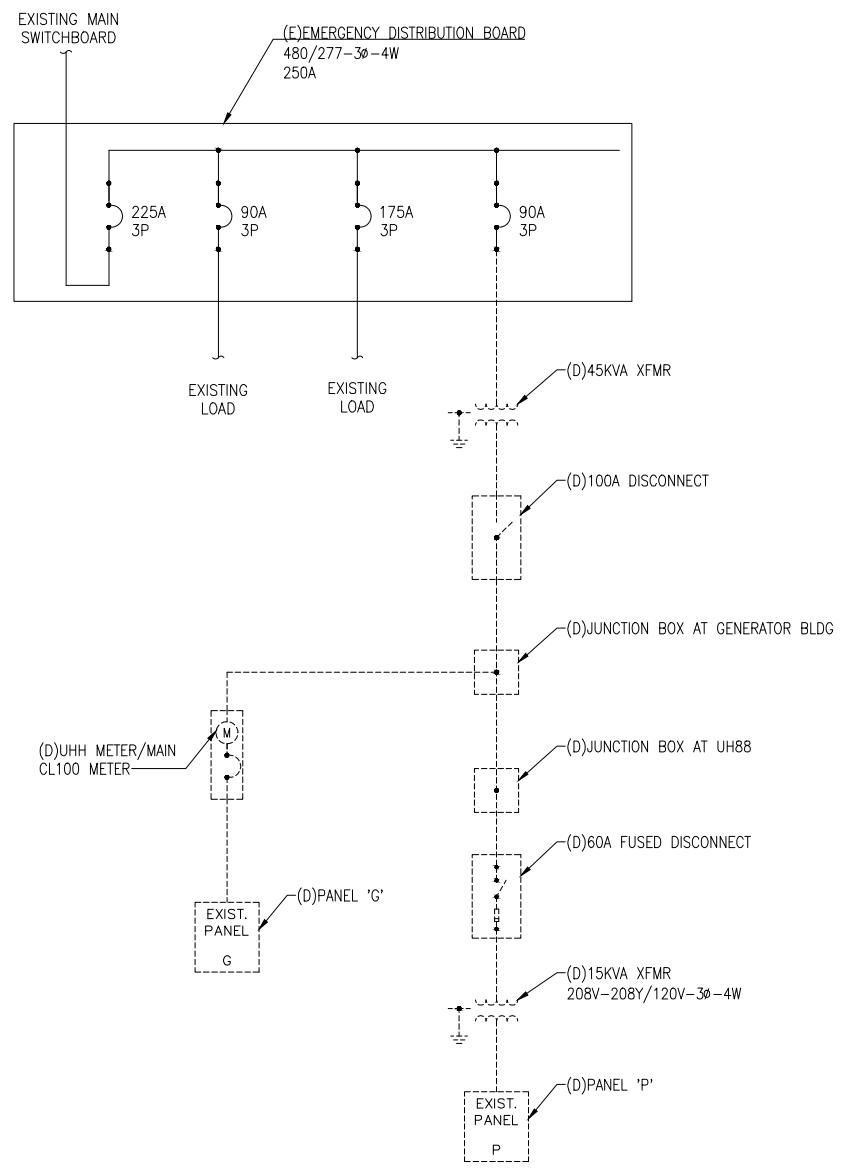 EXISTING MAIN
SWITCHBOARD
(E)EMERGENCY DISTRIBUTION BOARD
480/277-3ø-4W
250A
225A
3P
90A
3P
175A
3P
90A
3P
EXISTING
LOAD
EXISTING
LOAD
(D)45KVA XFMR
(D)100A DISCONNECT
(D)JUNCTION BOX AT GENERATOR BLDG
M
(D)UHH METER/MAIN
CL100 METER
(D)JUNCTION BOX AT UH88
(D)60A FUSED DISCONNECT
(D)PANEL 'G'
EXIST.
PANEL
G
(D)15KVA XFMR
208V-208Y/120V-3ø-4W
(D)PANEL 'P'
EXIST.
PANEL
P